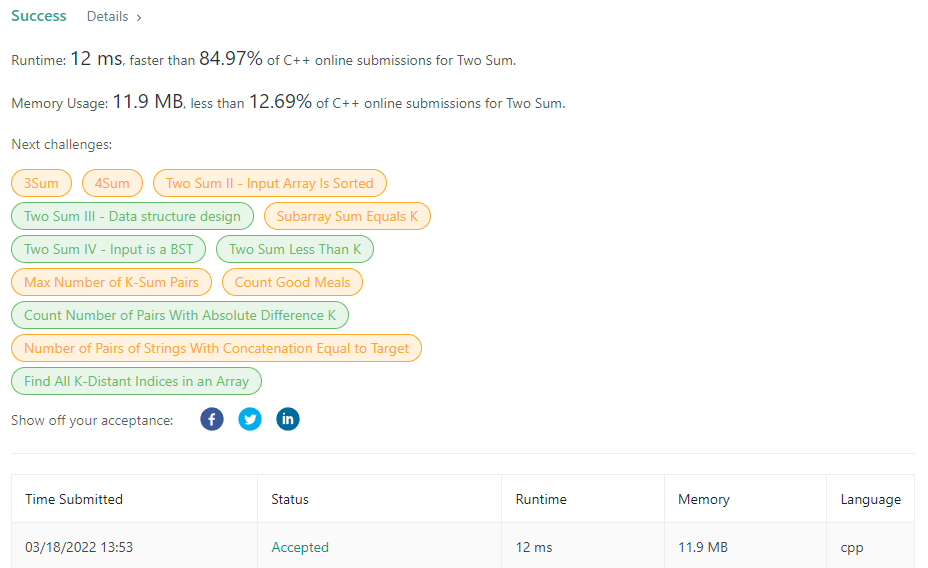 Success Details >
Runtime: 12 ms, faster than 84.97% of C++ online submissions for Two Sum.
Memory Usage: 11.9 MB, less than 12.69% of C++ online submissions for Two Sum.
Next challenges:
3Sum 4Sum Two Sum II - Input Array Is Sorted
Two Sum III - Data structure design Subarray Sum Equals K
Two Sum IV - Input is a BST Two Sum Less Than K
Max Number of K-Sum Pairs Count Good Meals
Count Number of Pairs With Absolute Difference K
Number of Pairs of Strings With Concatenation Equal to Target
Find All K-Distant Indices in an Array
Show off your acceptance: f in
Time Submitted Status Runtime Memory Language
03/18/2022 13:53 Accepted 12 ms 11.9 MB cpp